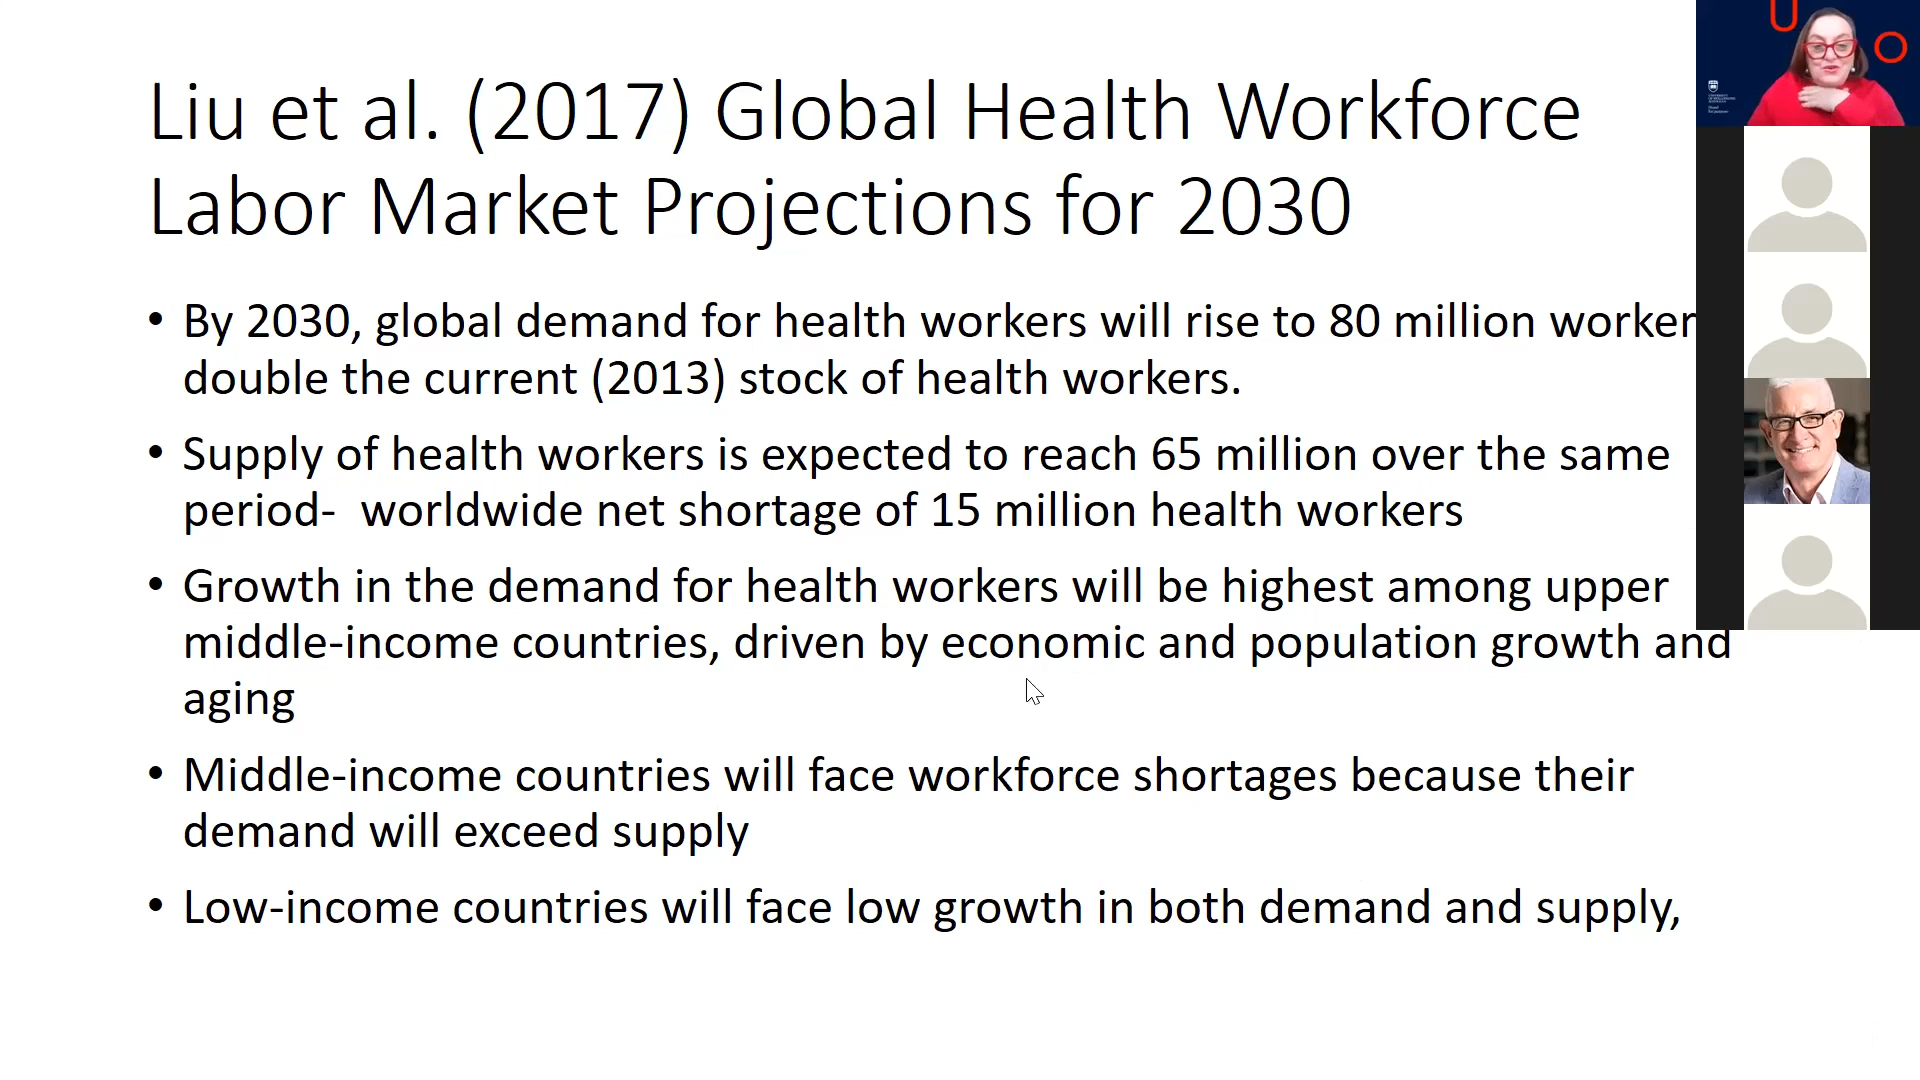 Liu et al. (2017) Global Health Workforce
Labor Market Projections for 2030
• By 2030, global demand for health workers will rise to 80 million worker
double the current (2013) stock of health workers.
• Supply of health workers is expected to reach 65 million over the same
period-  worldwide net shortage of 15 million health workers
• Growth in the demand for health workers will be highest among upper
middle-income countries, driven by economic and population growth and
aging
• Middle-income countries will face workforce shortages because their
demand will exceed supply
• Low-income countries will face low growth in both demand and supply,
U
O